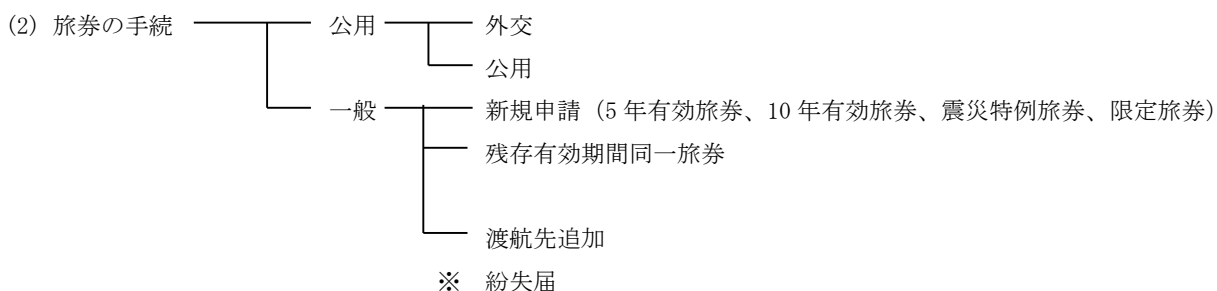 (2) 旅券の手続 公用 外交
公用
一般 新規申請（5 年有効旅券、10 年有効旅券、震災特例旅券、限定旅券）
残存有効期間同一旅券
渡航先追加
※ 紛失届